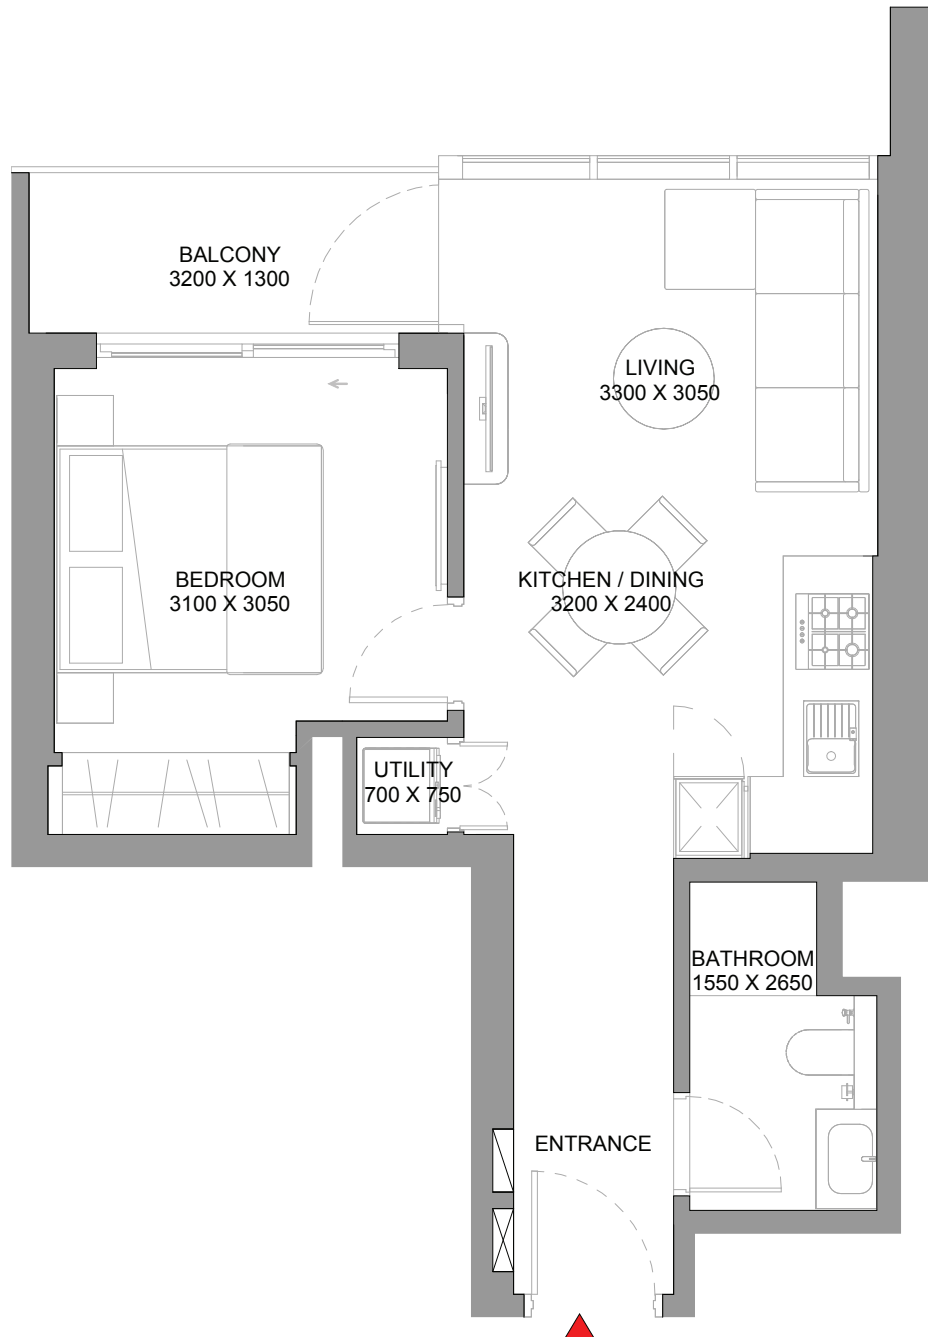 BALCONY
3200 X 1300
LIVING
3300 X 3050
BEDROOM
3100 X 3050
KITCHEN / DINING
3200 X 2400
UTILITY
700 X 750
BATHROOM
1550 X 2650
ENTRANCE